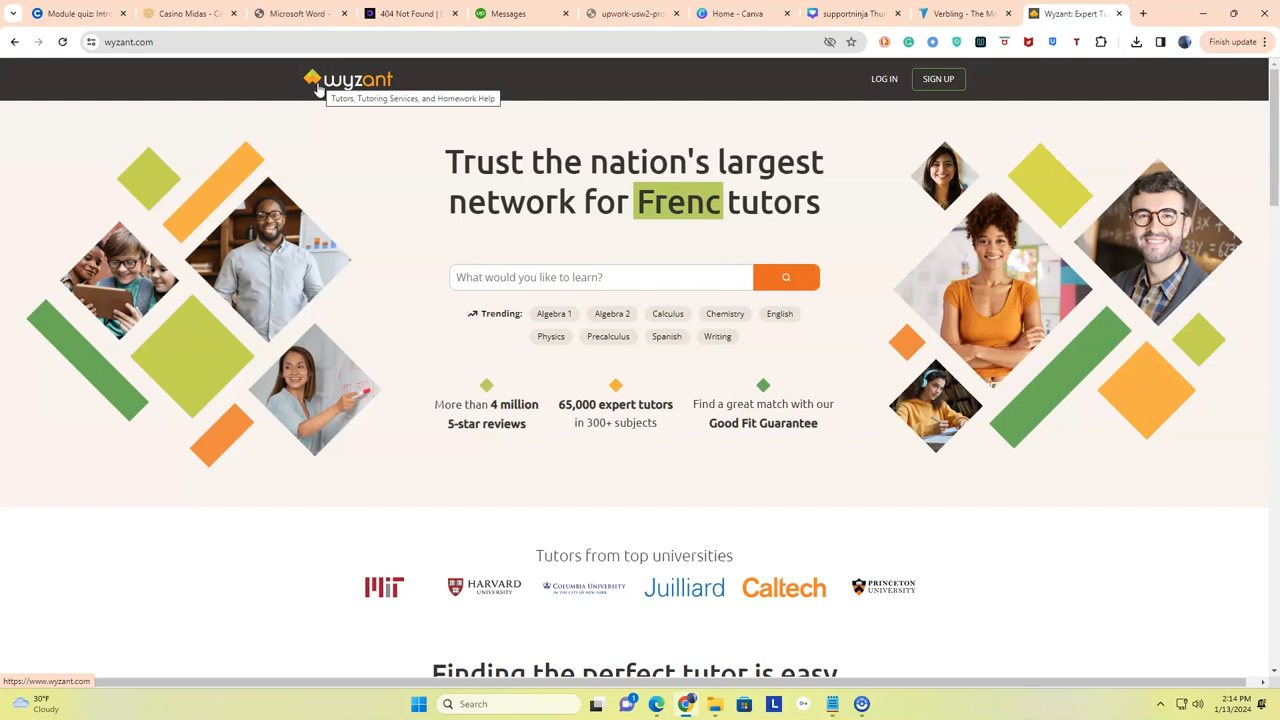 Module quiz: Intr
Casino Midas - Ca
Microsoft Word -
404 Not Found | D
Messages
upwork-usw2-pro
Home - Canva
supportninja Thu
Verbling - The M
Wyzant: Expert Tu
wyzant.com
Finish update
wyzant
LOG IN
SIGN UP
Tutors, Tutoring Services, and Homework Help
Trust the nation's largest
network for Frenc tutors
What would you like to learn?
Trending:
Algebra 1
Algebra 2
Calculus
Chemistry
English
Physics
Precalculus
Spanish
Writing
More than 4 million
5-star reviews
65,000 expert tutors
in 300+ subjects
Find a great match with our
Good Fit Guarantee
Tutors from top universities
MIT
HARVARD
UNIVERSITY
COLUMBIA UNIVERSITY
IN THE CITY OF NEW YORK
Juilliard
Caltech
PRINCETON
UNIVERSITY
Finding the perfect tutor is easy
https://www.wyzant.com
30°F
Cloudy
Search
2:14 PM
1/13/2024